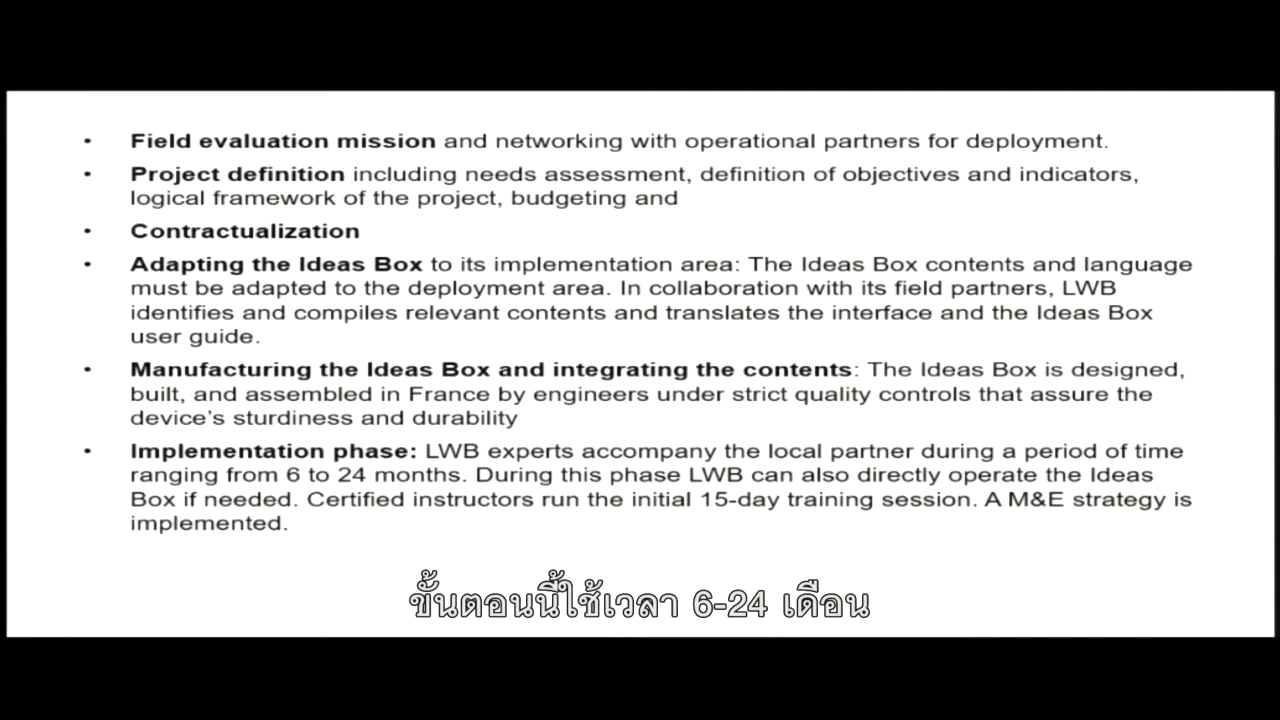 • Field evaluation mission and networking with operational partners for deployment.
• Project definition including needs assessment, definition of objectives and indicators,
logical framework of the project, budgeting and
• Contractualization
• Adapting the Ideas Box to its implementation area: The Ideas Box contents and language
must be adapted to the deployment area. In collaboration with its field partners, LWB
identifies and compiles relevant contents and translates the interface and the Ideas Box
user guide.
• Manufacturing the Ideas Box and integrating the contents: The Ideas Box is designed,
built, and assembled in France by engineers under strict quality controls that assure the
device's sturdiness and durability
• Implementation phase: LWB experts accompany the local partner during a period of time
ranging from 6 to 24 months. During this phase LWB can also directly operate the Ideas
Box if needed. Certified instructors run the initial 15-day training session. A M&E strategy is
implemented.
ขั้นตอนนี้ใช้เวลา 6-24 เดือน